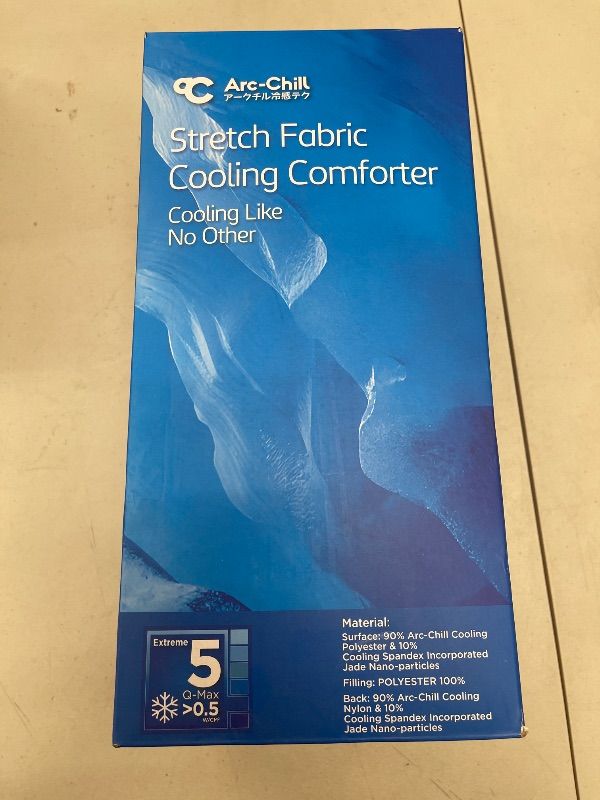 °C Arc-Chill
アークチル冷感テク
Stretch Fabric
Cooling Comforter
Cooling Like
No Other
Extreme
5
Q-Max
>0.5
W/CM²
Material:
Surface: 90% Arc-Chill Cooling
Polyester & 10%
Cooling Spandex Incorporated
Jade Nano-particles
Filling: POLYESTER 100%
Back: 90% Arc-Chill Cooling
Nylon & 10%
Cooling Spandex Incorporated
Jade Nano-particles